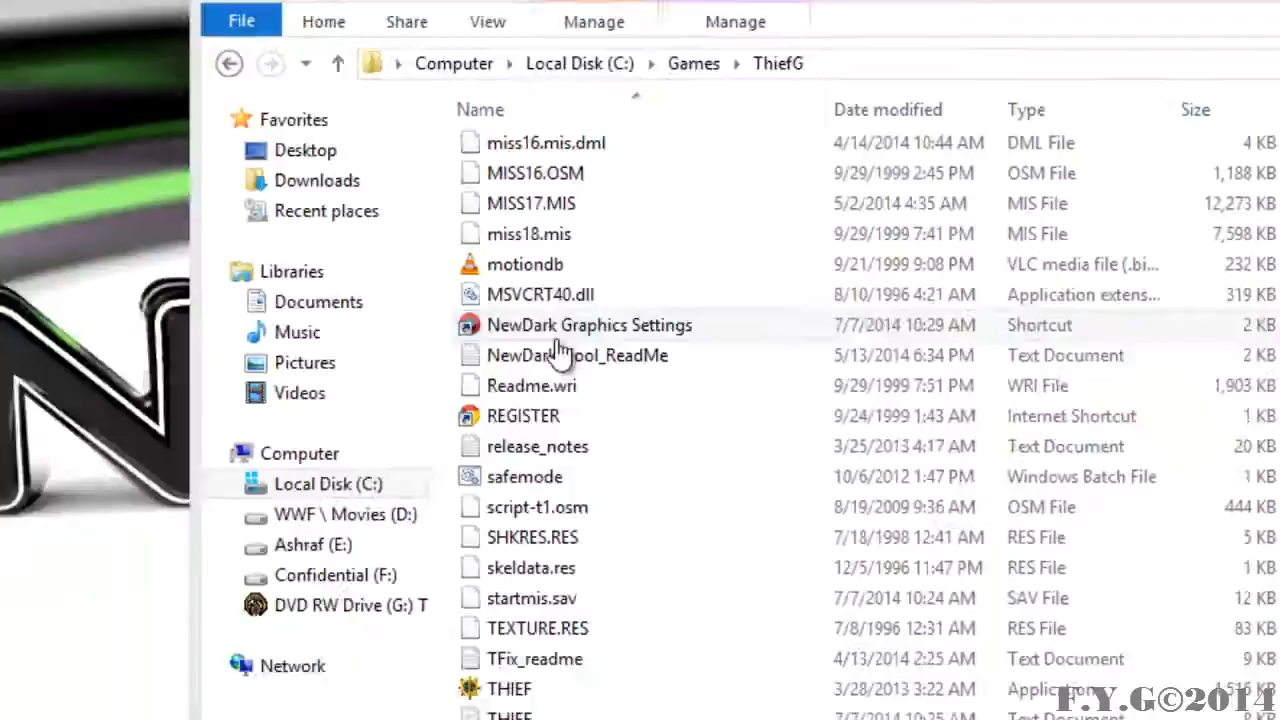 File Home Share View Manage Manage
Computer Local Disk (C:) Games ThiefG
Name Date modified Type Size
Favorites
Desktop
Downloads
Recent places
Libraries
Documents
Music
Pictures
Videos
Computer
Local Disk (C:)
WWF \ Movies (D:)
Ashraf (E:)
Confidential (F:)
DVD RW Drive (G:) T
Network
miss16.mis.dml 4/14/2014 10:44 AM DML File 4 KB
MISS16.OSM 9/29/1999 2:45 PM OSM File 1,188 KB
MISS17.MIS 5/2/2014 4:35 AM MIS File 12,273 KB
miss18.mis 9/29/1999 7:41 PM MIS File 7,598 KB
motiondb 9/21/1999 9:08 PM VLC media file (.bi... 232 KB
MSVCRT40.dll 8/10/1996 4:21 AM Application extens... 319 KB
NewDark Graphics Settings 7/7/2014 10:29 AM Shortcut 2 KB
NewDark ool_ReadMe 5/13/2014 6:34 PM Text Document 2 KB
Readme.wri 9/29/1999 7:51 PM WRI File 1,903 KB
REGISTER 9/24/1999 1:43 AM Internet Shortcut 1 KB
release_notes 3/25/2013 4:17 AM Text Document 20 KB
safemode 10/6/2012 1:47 PM Windows Batch File 1 KB
script-t1.osm 8/19/2009 9:36 AM OSM File 444 KB
SHKRES.RES 7/18/1998 12:41 AM RES File 5 KB
skeldata.res 12/5/1996 11:47 PM RES File 1 KB
startmis.sav 7/7/2014 10:24 AM SAV File 12 KB
TEXTURE.RES 7/8/1996 12:31 AM RES File 83 KB
TFix_readme 4/13/2014 2:25 AM Text Document 9 KB
THIEF 3/28/2013 3:22 AM Application KB
THIEF
F.Y.G©2014
N